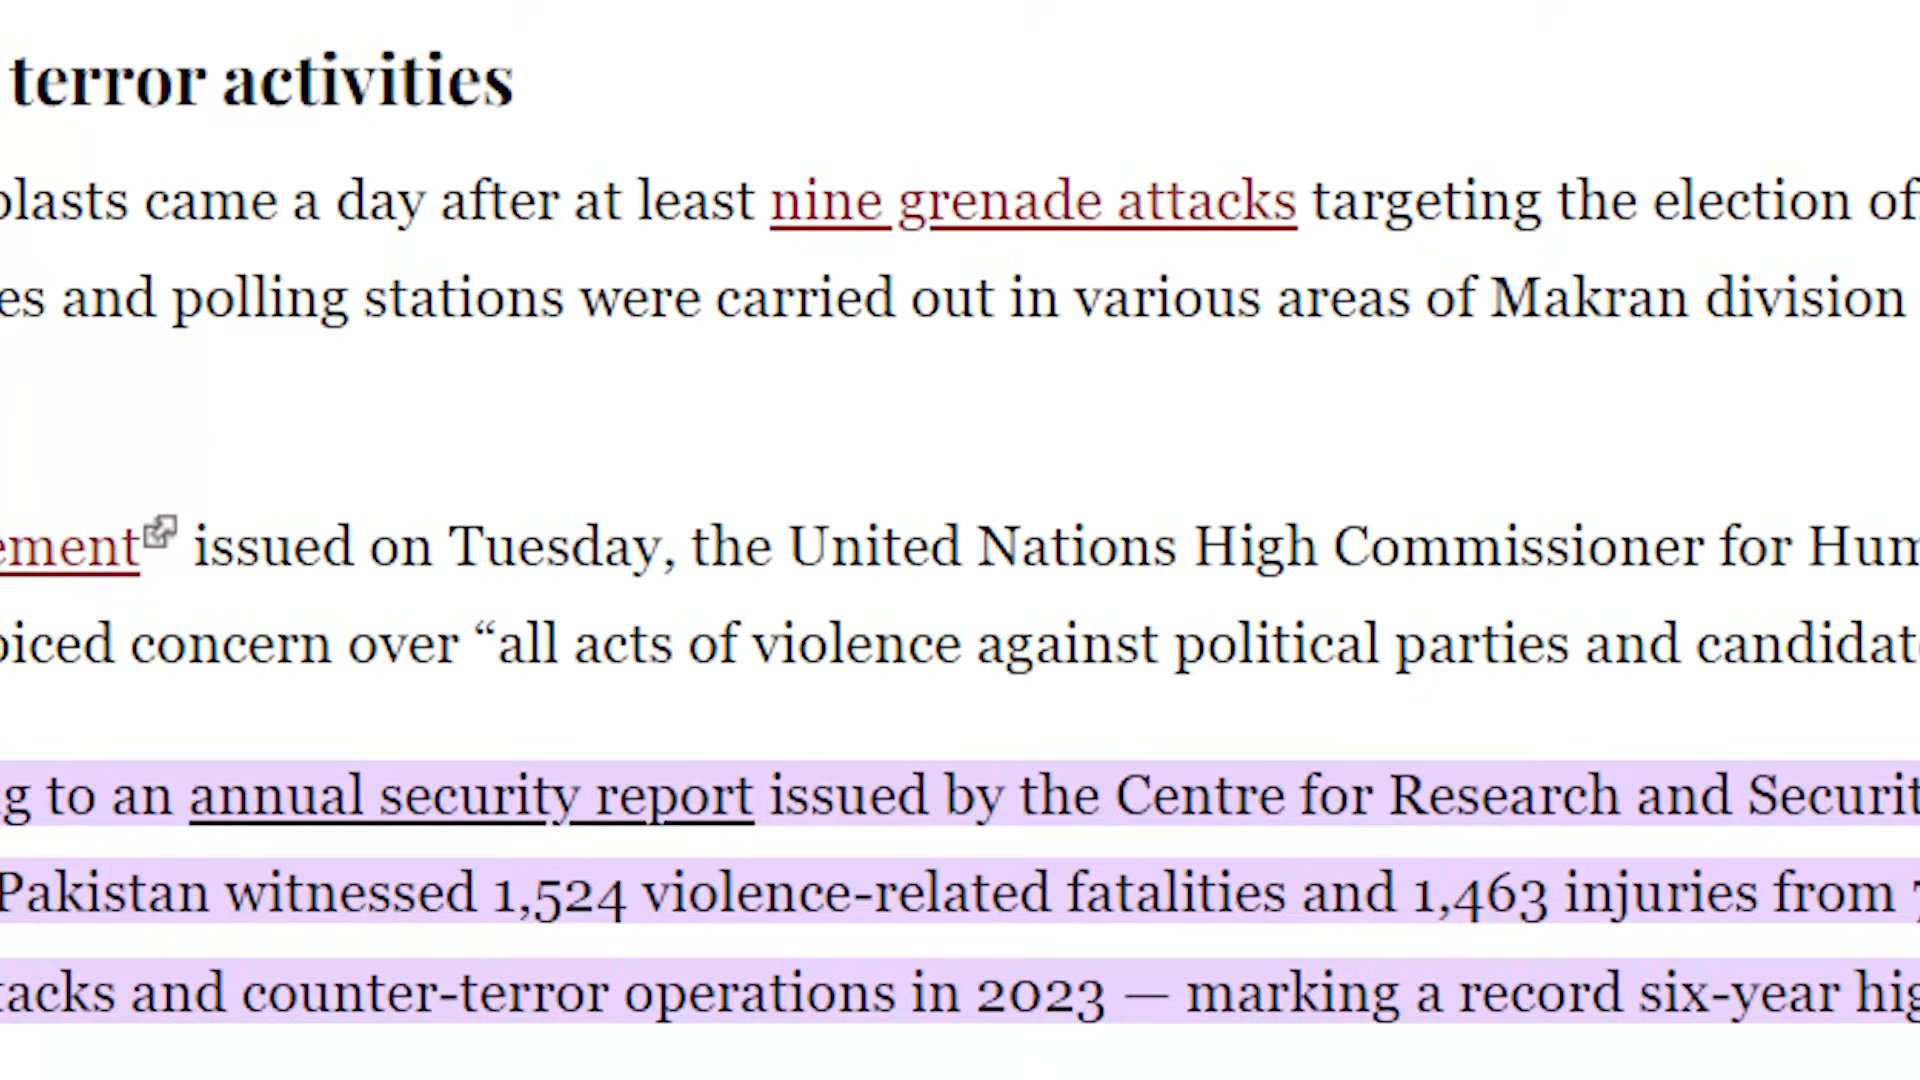 terror activities
blasts came a day after at least nine grenade attacks targeting the election of
es and polling stations were carried out in various areas of Makran division
ement issued on Tuesday, the United Nations High Commissioner for Hum
oiced concern over “all acts of violence against political parties and candidat
g to an annual security report issued by the Centre for Research and Securit
Pakistan witnessed 1,524 violence-related fatalities and 1,463 injuries from
tacks and counter-terror operations in 2023 — marking a record six-year hig